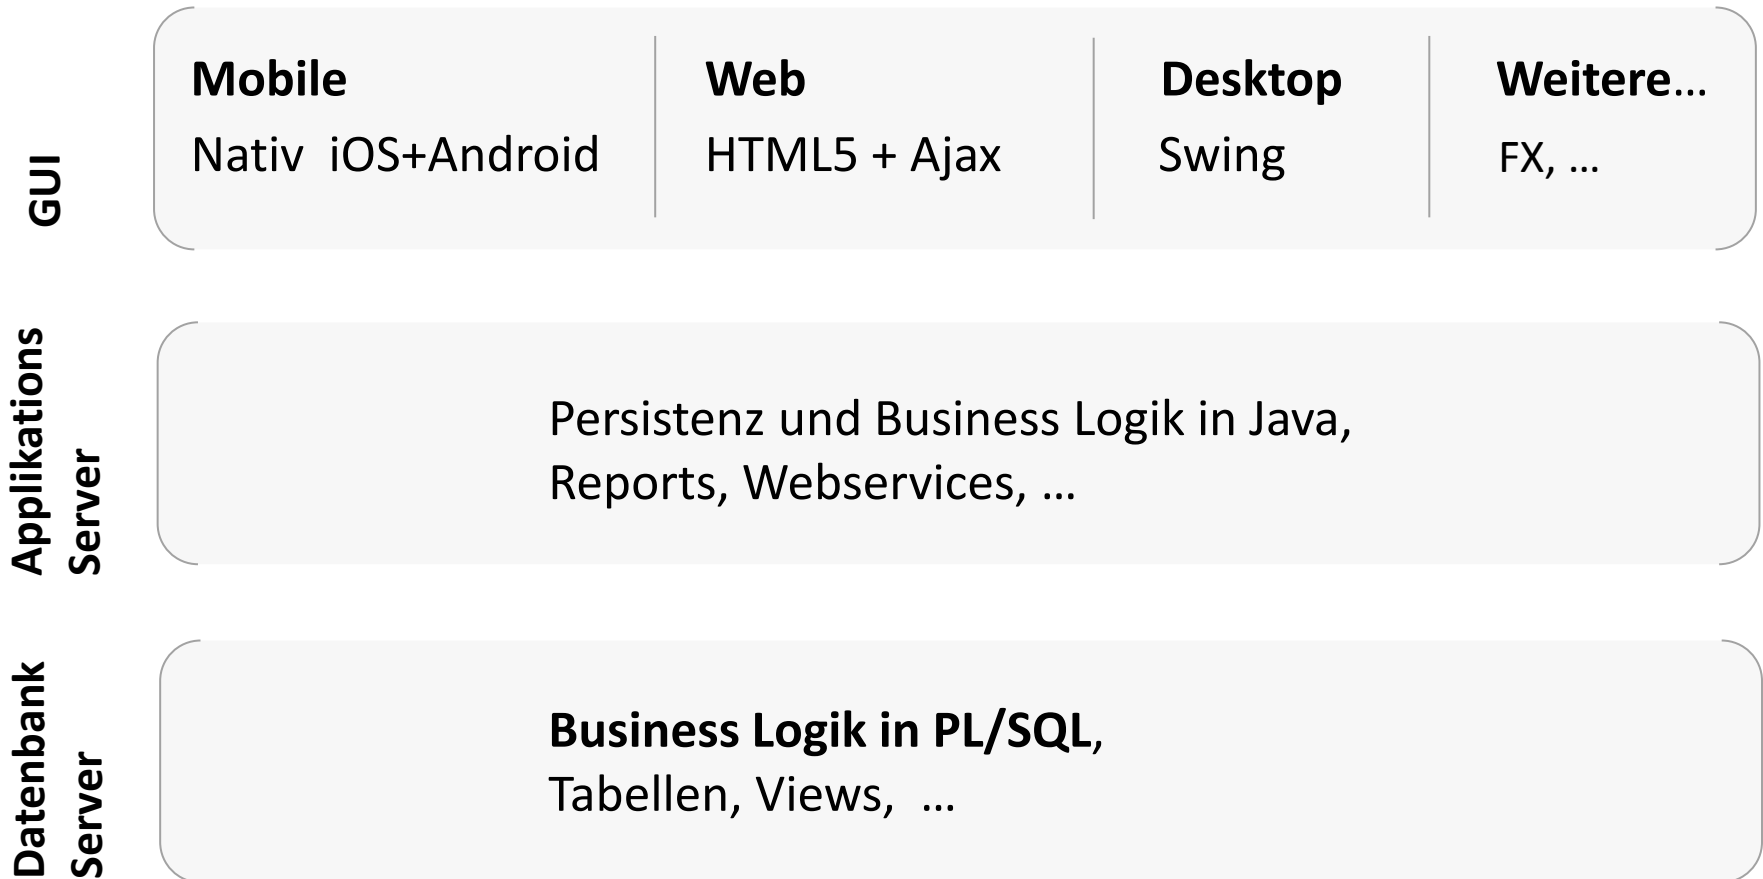 GUI
Mobile
Nativ  iOS+Android
Web
HTML5 + Ajax
Desktop
Swing
Weitere...
FX, ...
Applikations
Server
Persistenz und Business Logik in Java,
Reports, Webservices, ...
Datenbank
Server
Business Logik in PL/SQL,
Tabellen, Views,  ...